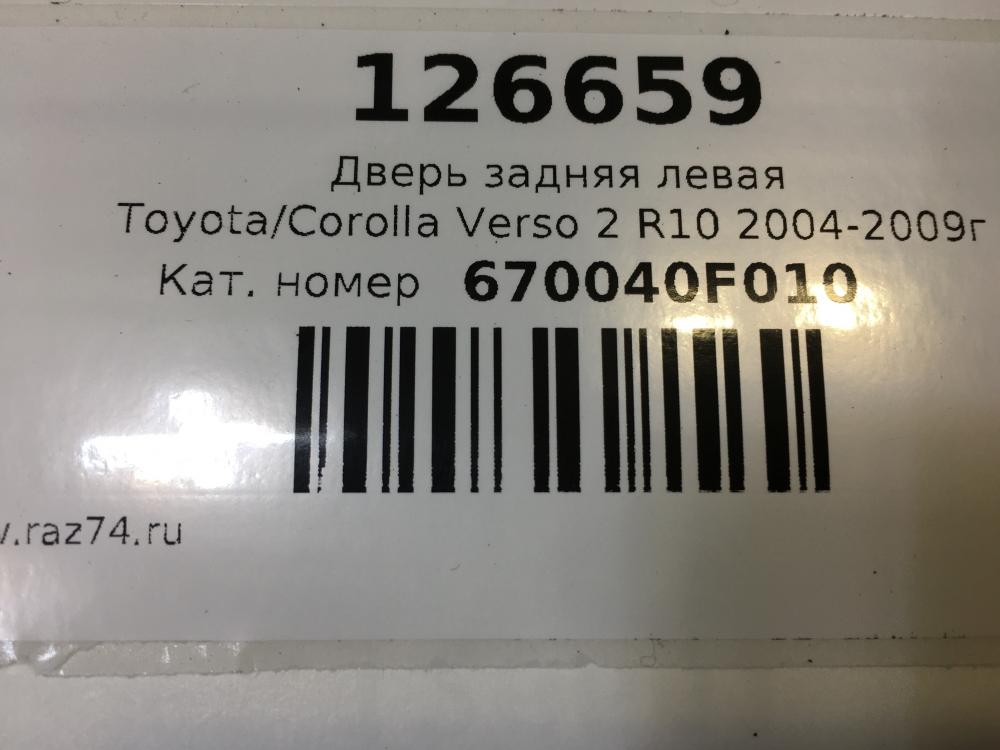 126659
Дверь задняя левая
Toyota/Corolla Verso 2 R10 2004-2009г
Кат. номер 670040F010
.raz74.ru